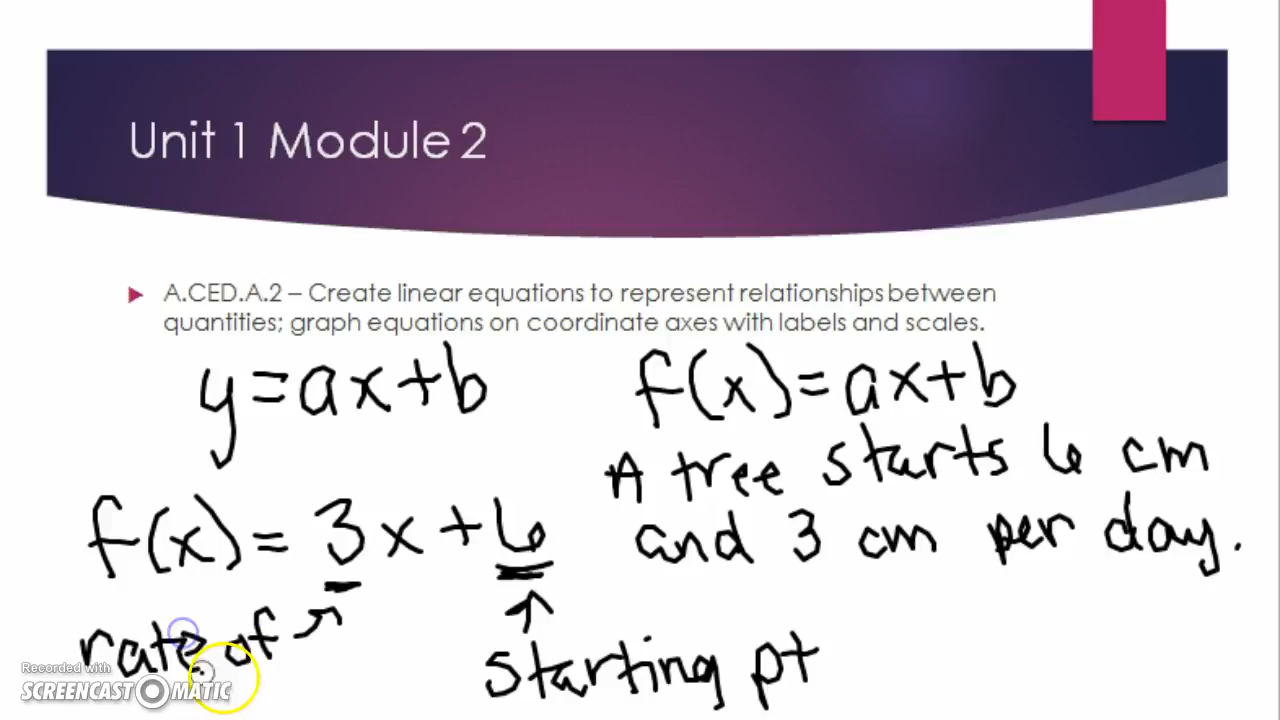 Unit 1 Module 2
A.CED.A.2 – Create linear equations to represent relationships between
quantities; graph equations on coordinate axes with labels and scales.
y=ax+b
f(x)=ax+b
A tree starts 6 cm
and 3 cm per day.
f(x)=3x+6
rate of
starting pt
Recorded with
SCREENCAST MATIC